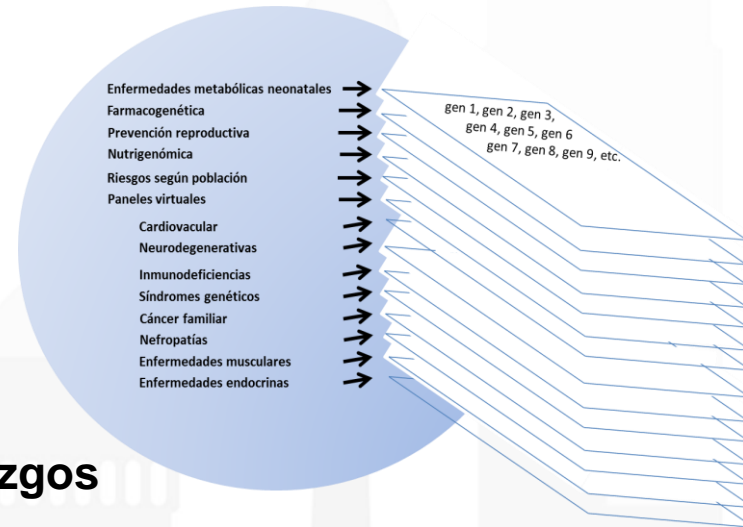 Enfermedades metabólicas neonatales
Farmacogenética
Prevención reproductiva
Nutrigenómica
Riesgos según población
Paneles virtuales
Cardiovascular
Neurodegenerativas
Inmunodeficiencias
Síndromes genéticos
Cáncer familiar
Nefropatías
Enfermedades musculares
Enfermedades endocrinas
gen 1, gen 2, gen 3,
gen 4, gen 5, gen 6
gen 7, gen 8, gen 9, etc.
zgos